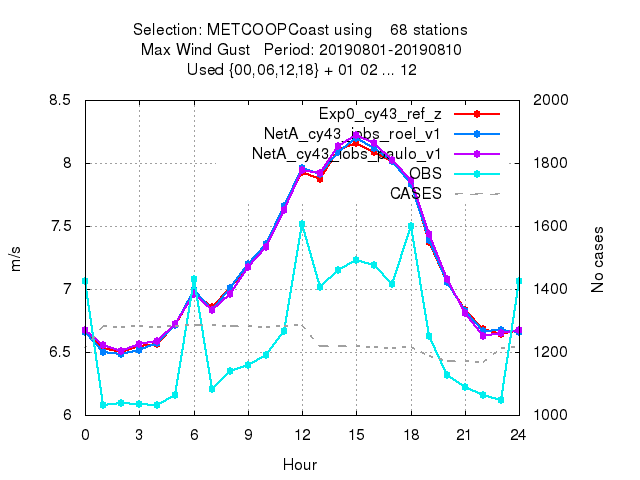 Selection: METCOOPCoast using    68 stations
Max Wind Gust   Period: 20190801-20190810
Used {00,06,12,18} + 01 02 ... 12
8.5 2000
Exp0_cy43_ref_z
NetA_cy43_iobs_roel_v1
NetA_cy43_iobs_paulo_v1
8 1800
OBS
CASES
7.5 1600
m/s
No cases
7 1400
6.5 1200
6 1000
0 3 6 9 12 15 18 21 24
Hour